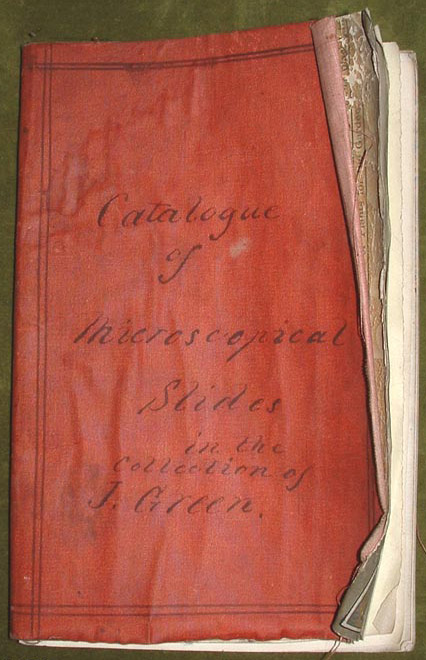 Catalogue
of
Microscopical
Slides
in the
Collection of
J. Green.